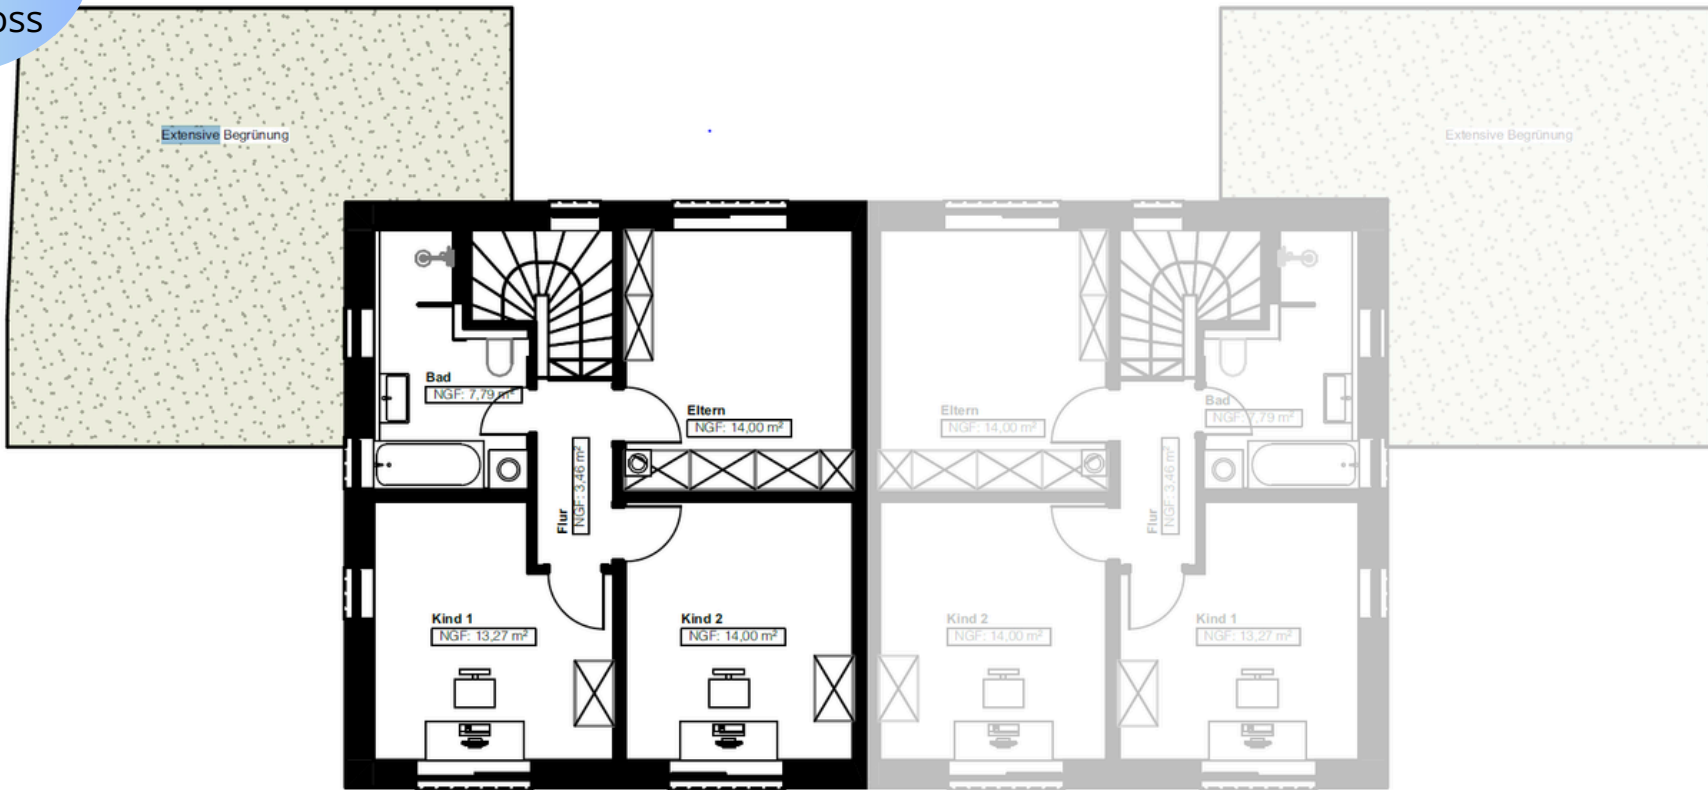 oss
Extensive Begrünung
Extensive Begrünung
Bad
NGF: 7,79 m²
Eltern
NGF: 14,00 m²
Flur
NGF: 3,46 m²
Kind 1
NGF: 13,27 m²
Kind 2
NGF: 14,00 m²
Eltern
NGF: 14,00 m²
Bad
NGF: 7,79 m²
Flur
NGF: 3,46 m²
Kind 2
NGF: 14,00 m²
Kind 1
NGF: 13,27 m²